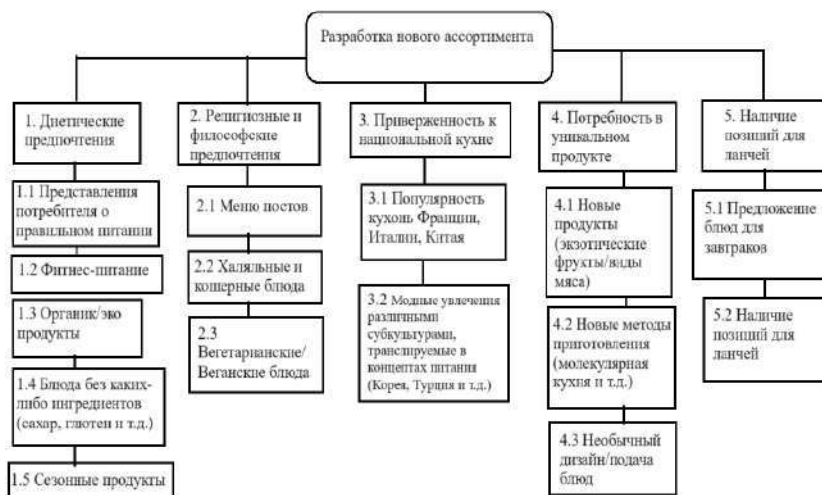 Разработка нового ассортимента
1. Диетические
предпочтения
1.1 Представления
потребителя о
правильном питании
1.2 Фитнес-питание
1.3 Органик/эко
продукты
1.4 Блюда без каких-
либо ингредиентов
(сахар, глютен и т.д.)
1.5 Сезонные продукты
2. Религиозные и
философские
предпочтения
2.1 Меню постов
2.2 Халяльные и
кошерные блюда
2.3
Вегетарианские/
Веганские блюда
3. Приверженность к
национальной кухне
3.1 Популярность
кухонь Франции,
Италии, Китая
3.2 Модные увлечения
различными
субкультурами,
транслируемые в
концептах питания
(Корея, Турция и т.д.)
4. Потребность в
уникальном
продукте
4.1 Новые
продукты
(экзотические
фрукты/виды
мяса)
4.2 Новые методы
приготовления
(молекулярная
кухня и т.д.)
4.3 Необычный
дизайн/подача
блюд
5. Наличие
позиций для
ланчей
5.1 Предложение
блюд для
завтраков
5.2 Наличие
позиций для
ланчей